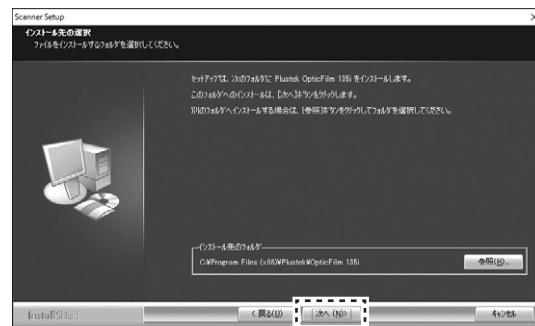 Scanner Setup
インストール先の選択
ファイルをインストールするフォルダを選択してください。
セットアップは、次のフォルダに Plustek OpticFilm 135i をインストールします。
このフォルダへのインストールは、[次へ]ボタンをクリックします。
別のフォルダへインストールする場合は、[参照]ボタンをクリックしてフォルダを選択してください。
インストール先のフォルダ
C:¥Program Files (x86)¥Plustek¥OpticFilm 135i
参照(R)...
InstallShield
< 戻る(B)
次へ (N)>
キャンセル